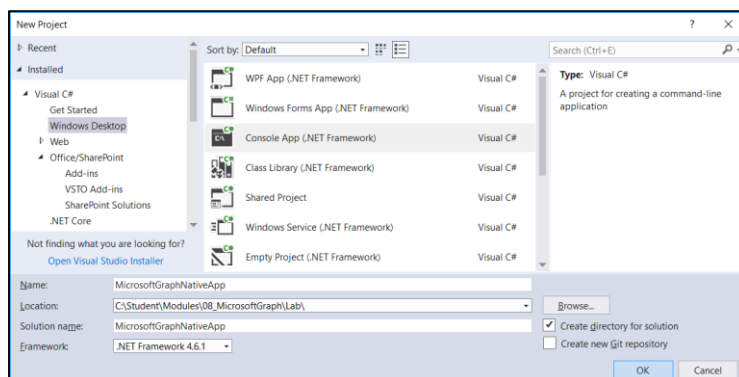 New Project
? ×
Recent
Installed
Visual C#
Get Started
Windows Desktop
Web
Office/SharePoint
Add-ins
VSTO Add-ins
SharePoint Solutions
.NET Core
Not finding what you are looking for?
Open Visual Studio Installer
Sort by: Default
WPF App (.NET Framework) Visual C#
Windows Forms App (.NET Framework) Visual C#
Console App (.NET Framework) Visual C#
Class Library (.NET Framework) Visual C#
Shared Project Visual C#
Windows Service (.NET Framework) Visual C#
Empty Project (.NET Framework) Visual C#
Search (Ctrl+E)
Type: Visual C#
A project for creating a command-line
application
Name: MicrosoftGraphNativeApp
Location: C:\Student\Modules\08_MicrosoftGraph\Lab\
Browse...
Solution name: MicrosoftGraphNativeApp
Create directory for solution
Framework: .NET Framework 4.6.1
Create new Git repository
OK Cancel